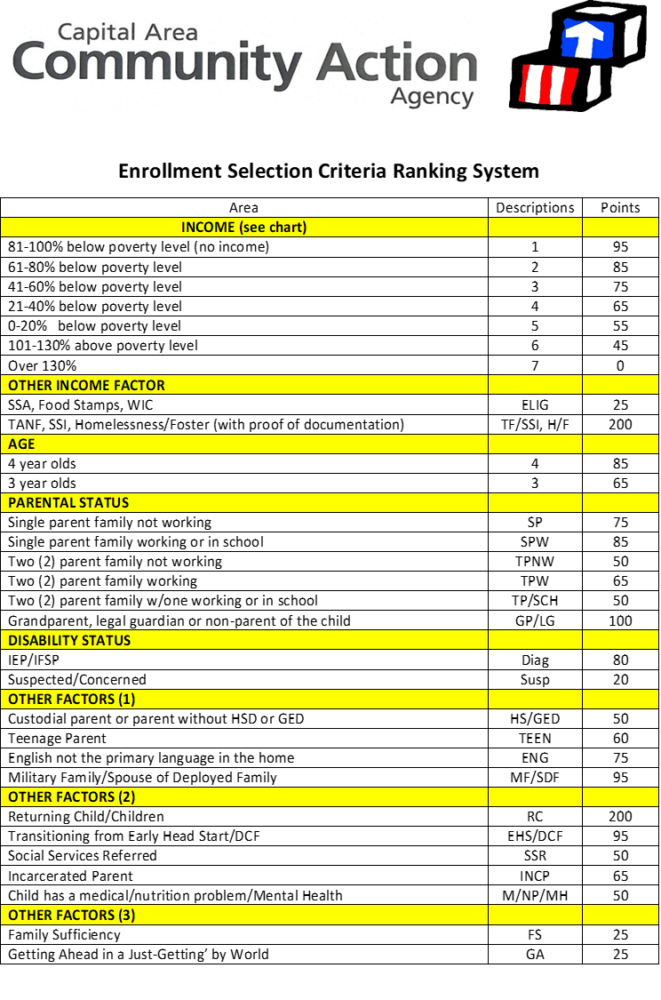 Capital Area
Community Action
Agency
Enrollment Selection Criteria Ranking System
Area Descriptions Points
INCOME (see chart)
81-100% below poverty level (no income) 1 95
61-80% below poverty level 2 85
41-60% below poverty level 3 75
21-40% below poverty level 4 65
0-20% below poverty level 5 55
101-130% above poverty level 6 45
Over 130% 7 0
OTHER INCOME FACTOR
SSA, Food Stamps, WIC ELIG 25
TANF, SSI, Homelessness/Foster (with proof of documentation) TF/SSI, H/F 200
AGE
4 year olds 4 85
3 year olds 3 65
PARENTAL STATUS
Single parent family not working SP 75
Single parent family working or in school SPW 85
Two (2) parent family not working TPNW 50
Two (2) parent family working TPW 65
Two (2) parent family w/one working or in school TP/SCH 50
Grandparent, legal guardian or non-parent of the child GP/LG 100
DISABILITY STATUS
IEP/IFSP Diag 80
Suspected/Concerned Susp 20
OTHER FACTORS (1)
Custodial parent or parent without HSD or GED HS/GED 50
Teenage Parent TEEN 60
English not the primary language in the home ENG 75
Military Family/Spouse of Deployed Family MF/SDF 95
OTHER FACTORS (2)
Returning Child/Children RC 200
Transitioning from Early Head Start/DCF EHS/DCF 95
Social Services Referred SSR 50
Incarcerated Parent INCP 65
Child has a medical/nutrition problem/Mental Health M/NP/MH 50
OTHER FACTORS (3)
Family Sufficiency FS 25
Getting Ahead in a Just-Getting’ by World GA 25